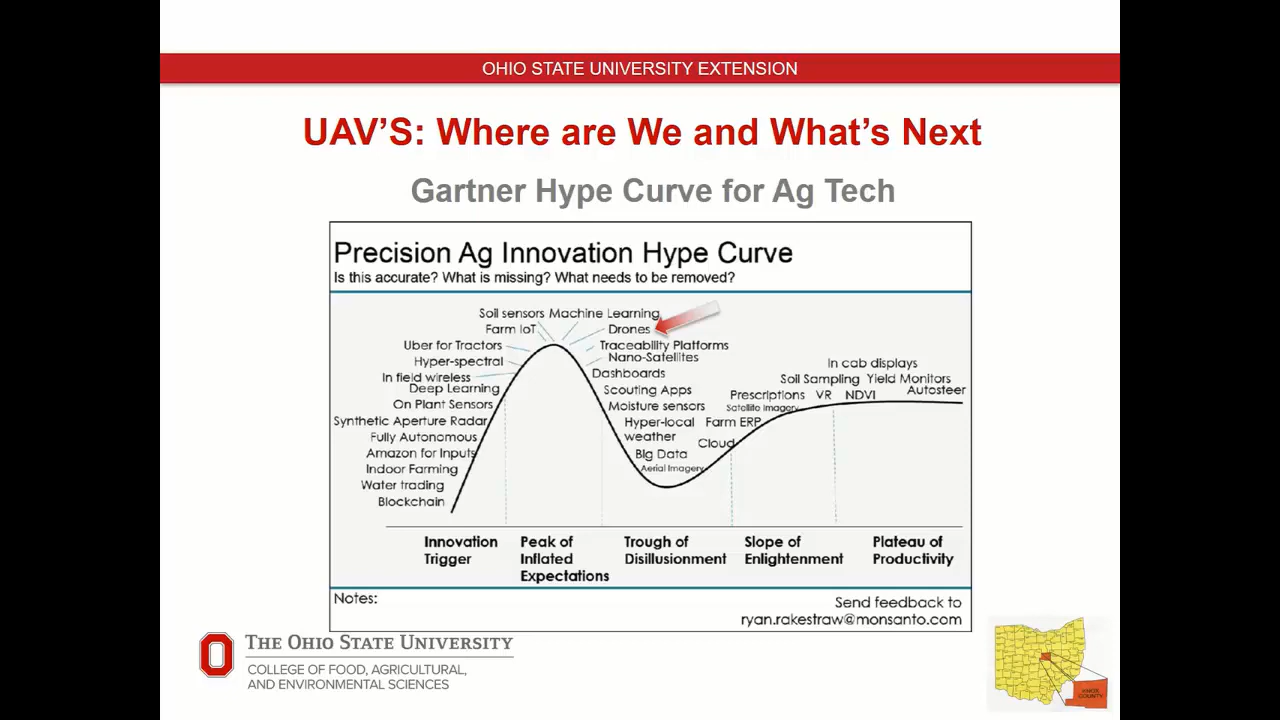 OHIO STATE UNIVERSITY EXTENSION
UAV'S: Where are We and What's Next
Gartner Hype Curve for Ag Tech
Precision Ag Innovation Hype Curve
Is this accurate? What is missing? What needs to be removed?
Soil sensors
Machine Learning
Farm IoT
Drones
Uber for Tractors
Traceability Platforms
Hyper-spectral
Nano-Satellites
In field wireless
Dashboards
Deep Learning
Scouting Apps
On Plant Sensors
Moisture sensors
Synthetic Aperture Radar
Hyper-local
weather
Fully Autonomous
Amazon for Inputs
Big Data
Indoor Farming
Aerial Imagery
Water trading
Blockchain
Cloud
Farm ERP
Satellite Imagery
Prescriptions
VR
NDVI
Soil Sampling
Yield Monitors
In cab displays
Autosteer
Innovation
Trigger
Peak of
Inflated
Expectations
Trough of
Disillusionment
Slope of
Enlightenment
Plateau of
Productivity
Notes:
Send feedback to
ryan.rakestraw@monsanto.com
THE OHIO STATE UNIVERSITY
COLLEGE OF FOOD, AGRICULTURAL,
AND ENVIRONMENTAL SCIENCES
KNOX
COUNTY